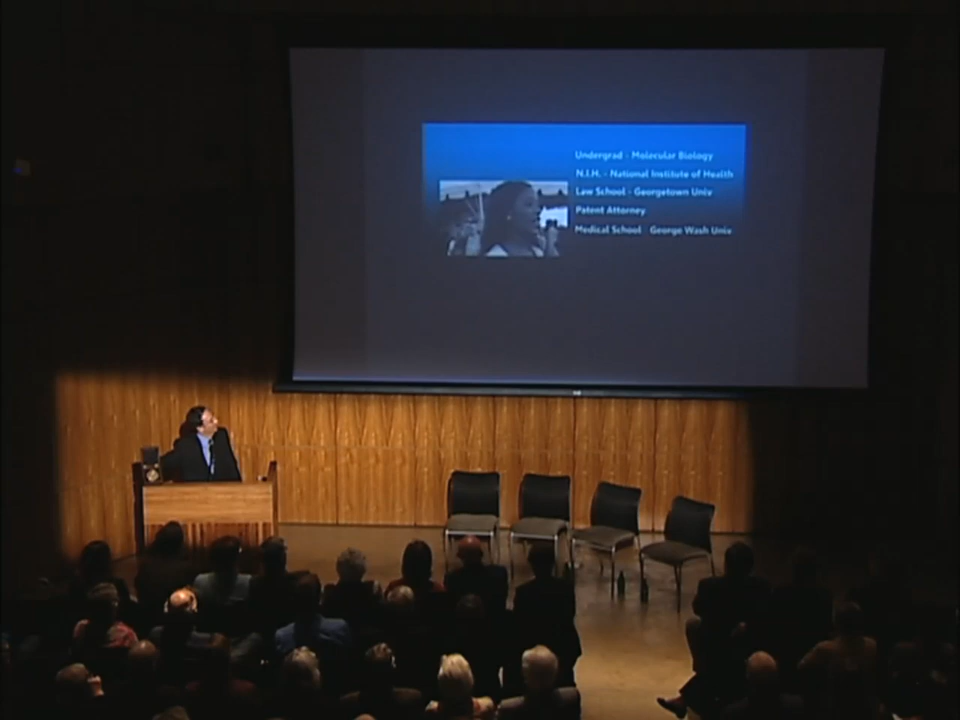 Undergrad - Molecular Biology
N.I.H. - National Institute of Health
Law School - Georgetown Univ
Patent Attorney
Medical School - George Wash Univ